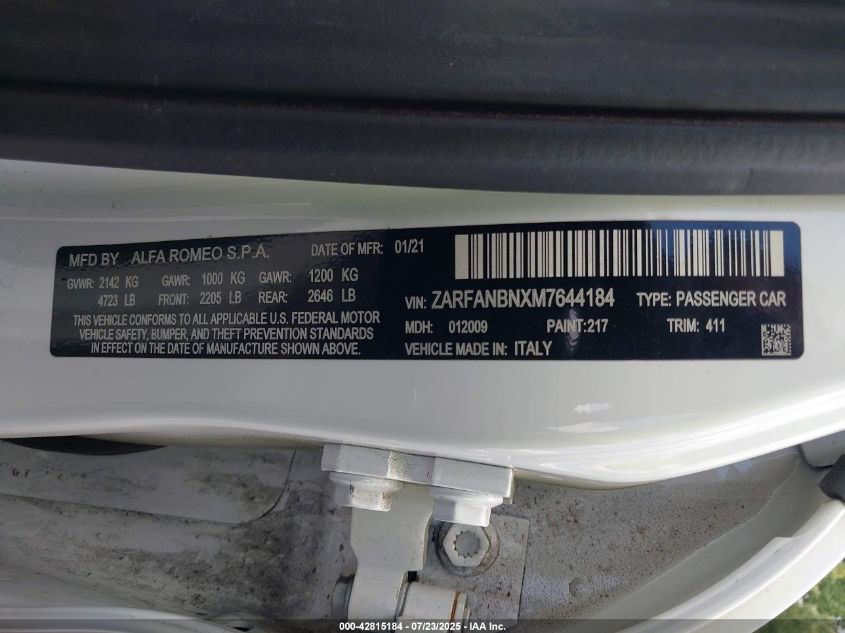 MFD BY ALFA ROMEO S.P.A. DATE OF MFR: 01/21
GVWR: 2142 KG GAWR: 1000 KG GAWR: 1200 KG
4723 LB FRONT: 2205 LB REAR: 2646 LB
THIS VEHICLE CONFORMS TO ALL APPLICABLE U.S. FEDERAL MOTOR
VEHICLE SAFETY, BUMPER, AND THEFT PREVENTION STANDARDS
IN EFFECT ON THE DATE OF MANUFACTURE SHOWN ABOVE.
VIN: ZARFANBNXM7644184 TYPE: PASSENGER CAR
MDH: 012009 PAINT:217 TRIM: 411
VEHICLE MADE IN: ITALY
000-42815184 - 07/23/2025 - IAA, Inc.